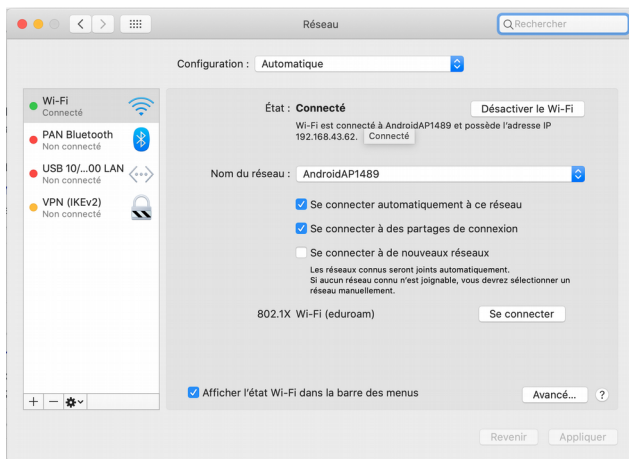 Réseau
Rechercher
Configuration : Automatique
Wi-Fi
Connecté
PAN Bluetooth
Non connecté
USB 10/...00 LAN
Non connecté
VPN (IKEv2)
Non connecté
État : Connecté
Désactiver le Wi-Fi
Wi-Fi est connecté à AndroidAP1489 et possède l'adresse IP
192.168.43.62.
Connecté
Nom du réseau : AndroidAP1489
Se connecter automatiquement à ce réseau
Se connecter à des partages de connexion
Se connecter à de nouveaux réseaux
Les réseaux connus seront joints automatiquement.
Si aucun réseau connu n'est joignable, vous devrez sélectionner un
réseau manuellement.
802.1X Wi-Fi (eduroam)
Se connecter
Afficher l'état Wi-Fi dans la barre des menus
Avancé...
?
Revenir
Appliquer